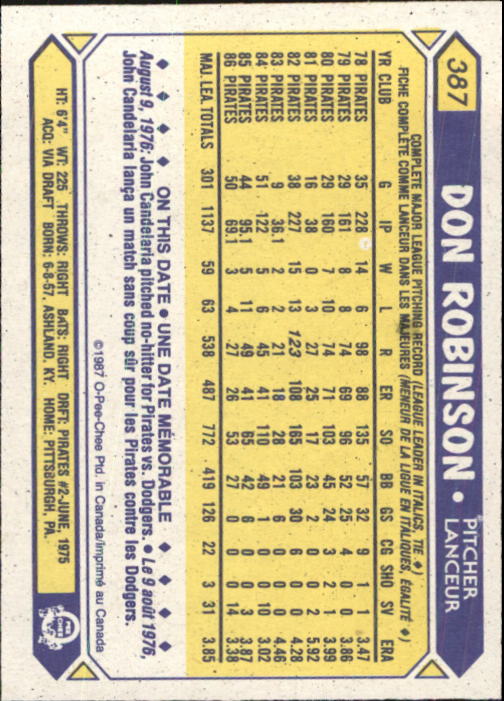 387
DON ROBINSON • PITCHER
LANCEUR
COMPLETE MAJOR LEAGUE PITCHING RECORD (LEAGUE LEADER IN ITALICS, TIE ♦)
FICHE COMPLÈTE COMME LANCEUR DANS LES MAJEURES (MENEUR DE LA LIGUE EN ITALIQUES, ÉGALITÉ ♦)
YR CLUB G IP W L R ER SO BB GS CG SHO SV ERA
78 PIRATES 35 228 14 6 98 88 135 57 32 9 1 1 3.47
79 PIRATES 29 161 8 8 74 69 96 52 25 4 0 0 3.86
80 PIRATES 29 160 7 10 74 71 103 45 24 3 2 1 3.99
81 PIRATES 16 38 0 3 27 25 17 23 2 0 0 2 5.92
82 PIRATES 38 227 15 13 123 108 165 103 30 6 0 0 4.28
83 PIRATES 9 36.1 2 2 21 18 28 21 6 0 0 0 4.46
84 PIRATES 51 122 5 6 45 41 110 49 1 0 0 10 3.02
85 PIRATES 44 95.1 5 11 49 41 65 42 6 0 0 3 3.87
86 PIRATES 50 69.1 3 4 27 26 53 27 0 0 0 14 3.38
MAJ. LEA. TOTALS 301 1137 59 63 538 487 772 419 126 22 3 31 3.85
♦ ♦ ♦ ♦ ON THIS DATE • UNE DATE MÉMORABLE ♦ ♦ ♦ ♦
August 9, 1976: John Candelaria pitched no-hitter for Pirates vs. Dodgers. • Le 9 août 1976,
John Candelaria lança un match sans coup sûr pour les Pirates contre les Dodgers.
©1987 O-Pee-Chee Ptd. in Canada/Imprimé au Canada
HT: 6'4" WT: 225 THROWS: RIGHT BATS: RIGHT DRFT: PIRATES #2-JUNE, 1975
ACQ: VIA DRAFT BORN: 6-8-57, ASHLAND, KY. HOME: PITTSBURGH, PA.
O-PEE-CHEE